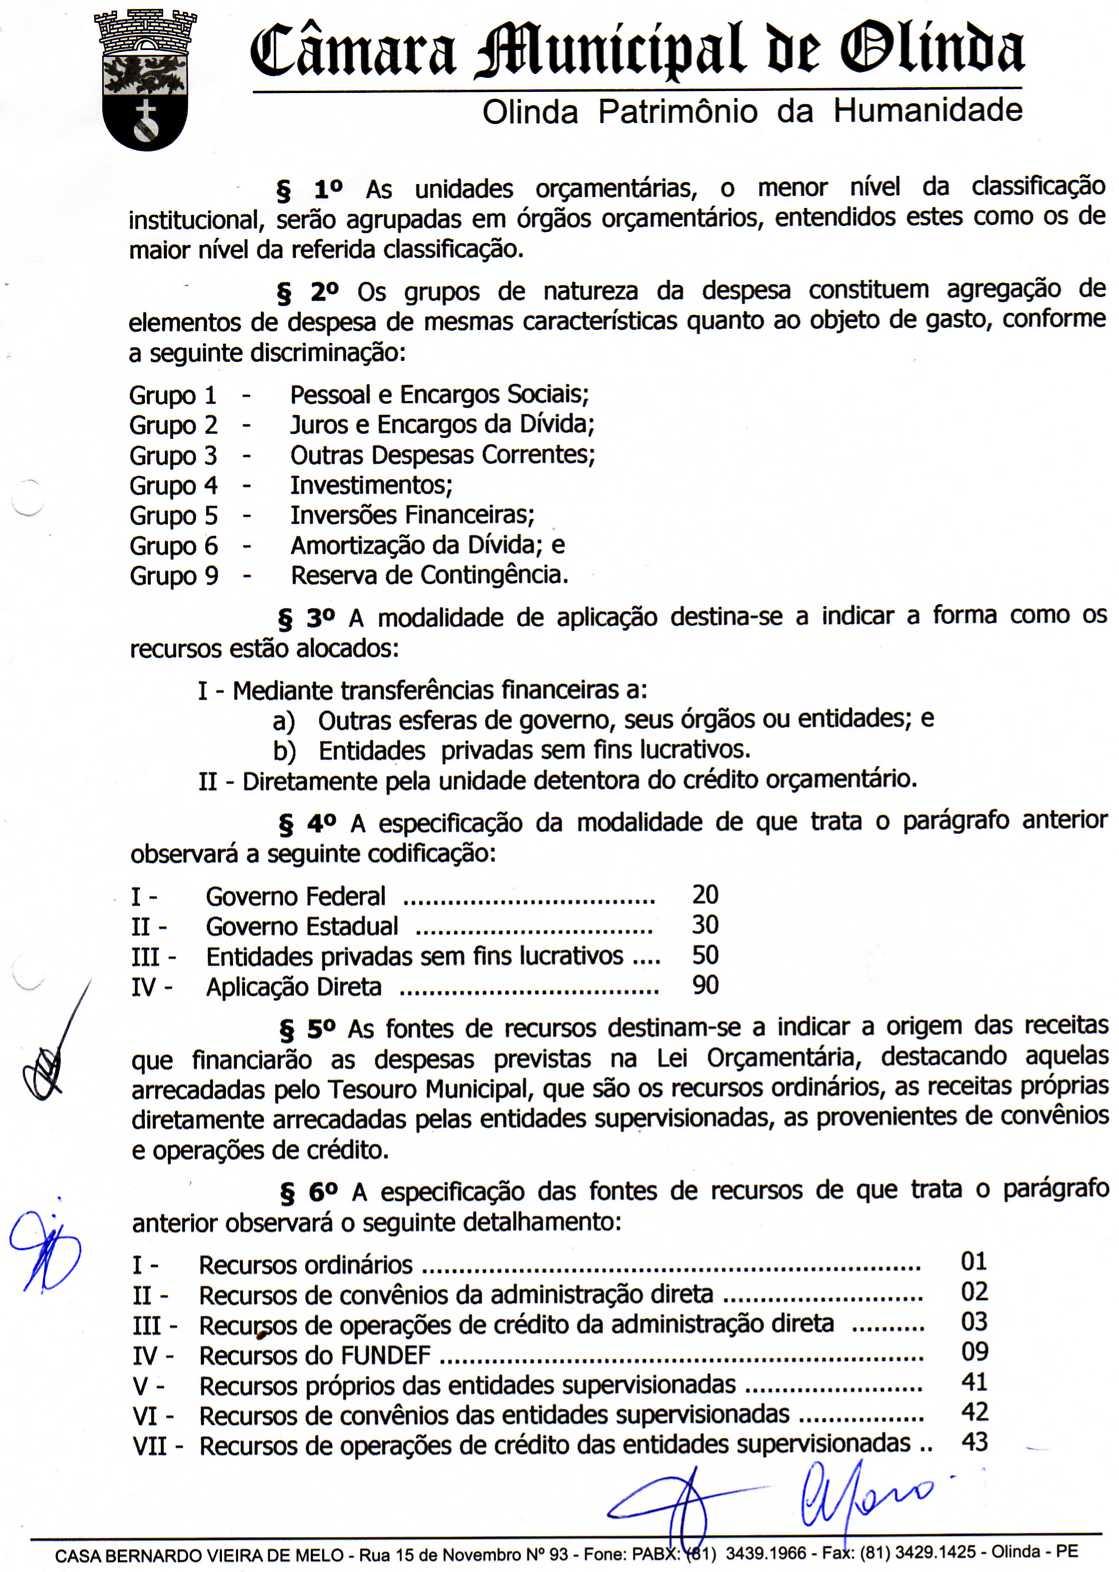 Câmara Municipal de Olinda
Olinda Patrimônio da Humanidade
§ 1º As unidades orçamentárias, o menor nível da classificação
institucional, serão agrupadas em órgãos orçamentários, entendidos estes como os de
maior nível da referida classificação.
§ 2º Os grupos de natureza da despesa constituem agregação de
elementos de despesa de mesmas características quanto ao objeto de gasto, conforme
a seguinte discriminação:
Grupo 1 - Pessoal e Encargos Sociais;
Grupo 2 - Juros e Encargos da Dívida;
Grupo 3 - Outras Despesas Correntes;
Grupo 4 - Investimentos;
Grupo 5 - Inversões Financeiras;
Grupo 6 - Amortização da Dívida; e
Grupo 9 - Reserva de Contingência.
§ 3º A modalidade de aplicação destina-se a indicar a forma como os
recursos estão alocados:
I - Mediante transferências financeiras a:
a) Outras esferas de governo, seus órgãos ou entidades; e
b) Entidades privadas sem fins lucrativos.
II - Diretamente pela unidade detentora do crédito orçamentário.
§ 4º A especificação da modalidade de que trata o parágrafo anterior
observará a seguinte codificação:
I - Governo Federal .................................. 20
II - Governo Estadual ................................ 30
III - Entidades privadas sem fins lucrativos .... 50
IV - Aplicação Direta ................................... 90
§ 5º As fontes de recursos destinam-se a indicar a origem das receitas
que financiarão as despesas previstas na Lei Orçamentária, destacando aquelas
arrecadadas pelo Tesouro Municipal, que são os recursos ordinários, as receitas próprias
diretamente arrecadadas pelas entidades supervisionadas, as provenientes de convênios
e operações de crédito.
§ 6º A especificação das fontes de recursos de que trata o parágrafo
anterior observará o seguinte detalhamento:
I - Recursos ordinários ................................................................... 01
II - Recursos de convênios da administração direta ........................... 02
III - Recursos de operações de crédito da administração direta .......... 03
IV - Recursos do FUNDEF ................................................................. 09
V - Recursos próprios das entidades supervisionadas ........................ 41
VI - Recursos de convênios das entidades supervisionadas ................. 42
VII - Recursos de operações de crédito das entidades supervisionadas .. 43
CASA BERNARDO VIEIRA DE MELO - Rua 15 de Novembro Nº 93 - Fone: PABX: (81) 3439.1966 - Fax: (81) 3429.1425 - Olinda - PE